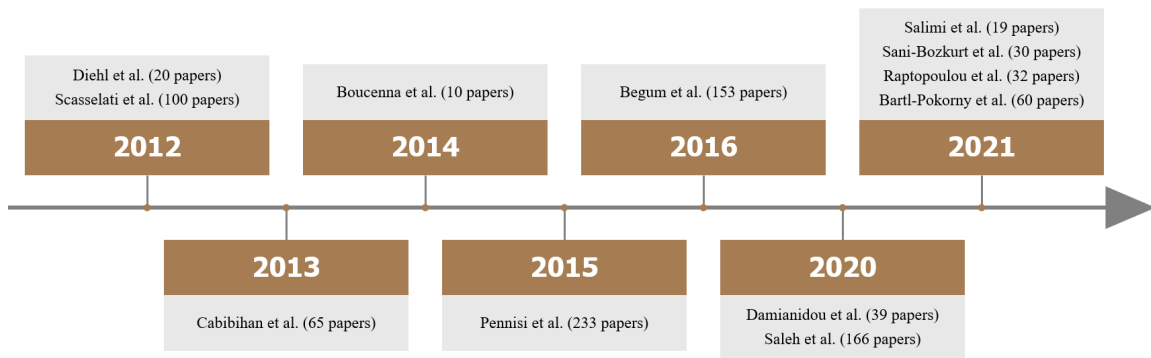 Diehl et al. (20 papers)
Scasselati et al. (100 papers)
2012
Cabibihan et al. (65 papers)
2013
Boucenna et al. (10 papers)
2014
Pennisi et al. (233 papers)
2015
Begum et al. (153 papers)
2016
2020
Damianidou et al. (39 papers)
Saleh et al. (166 papers)
Salimi et al. (19 papers)
Sani-Bozkurt et al. (30 papers)
Raptopoulou et al. (32 papers)
Bartl-Pokorny et al. (60 papers)
2021